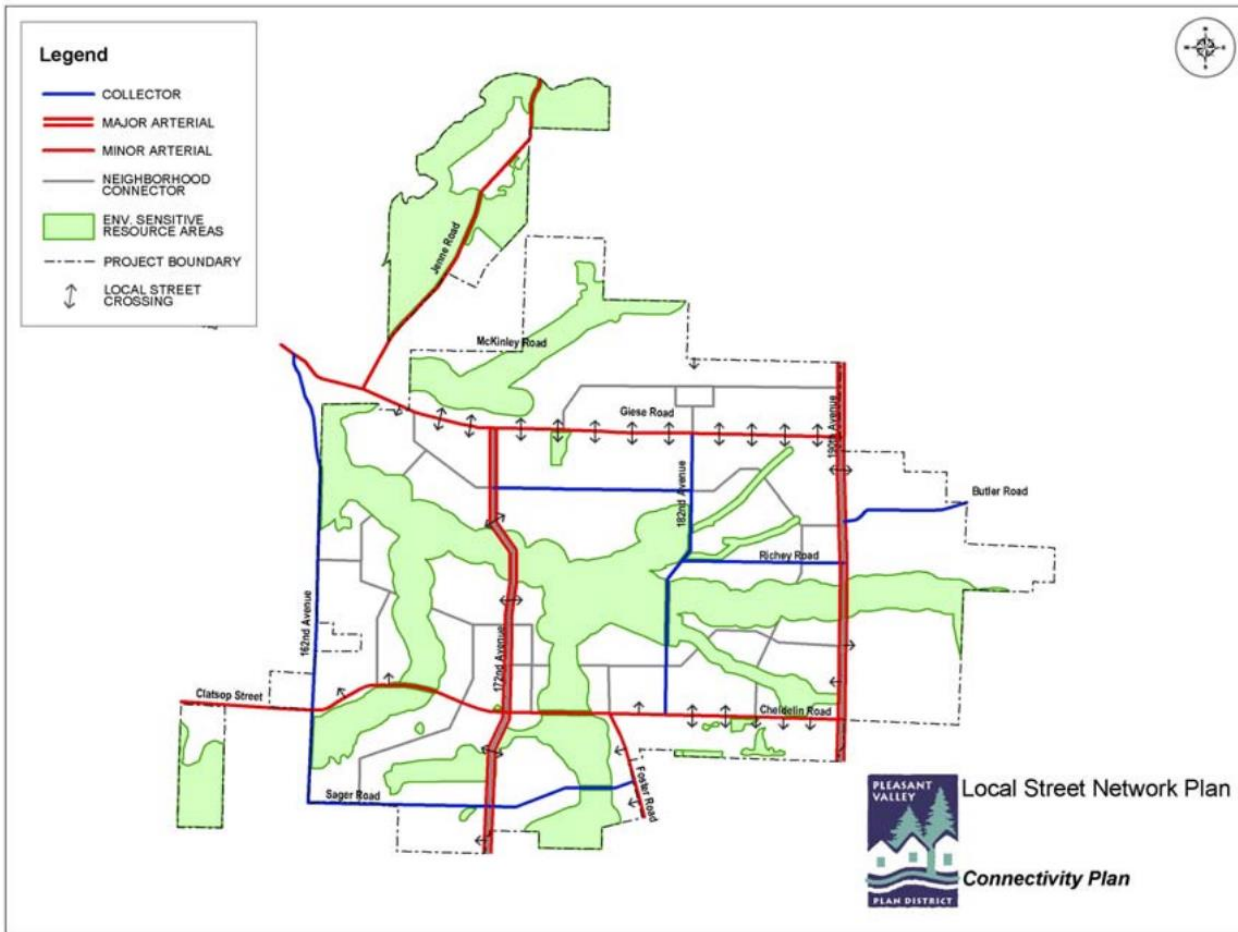 Legend
COLLECTOR
MAJOR ARTERIAL
MINOR ARTERIAL
NEIGHBORHOOD
CONNECTOR
ENV. SENSITIVE
RESOURCE AREAS
PROJECT BOUNDARY
LOCAL STREET
CROSSING
Jenne Road
McKinley Road
Giese Road
190th Avenue
182nd Avenue
Butler Road
Richey Road
162nd Avenue
172nd Avenue
Clatsop Street
Cheldelin Road
Foster Road
Sager Road
PLEASANT
VALLEY
PLAN DISTRICT
Local Street Network Plan
Connectivity Plan